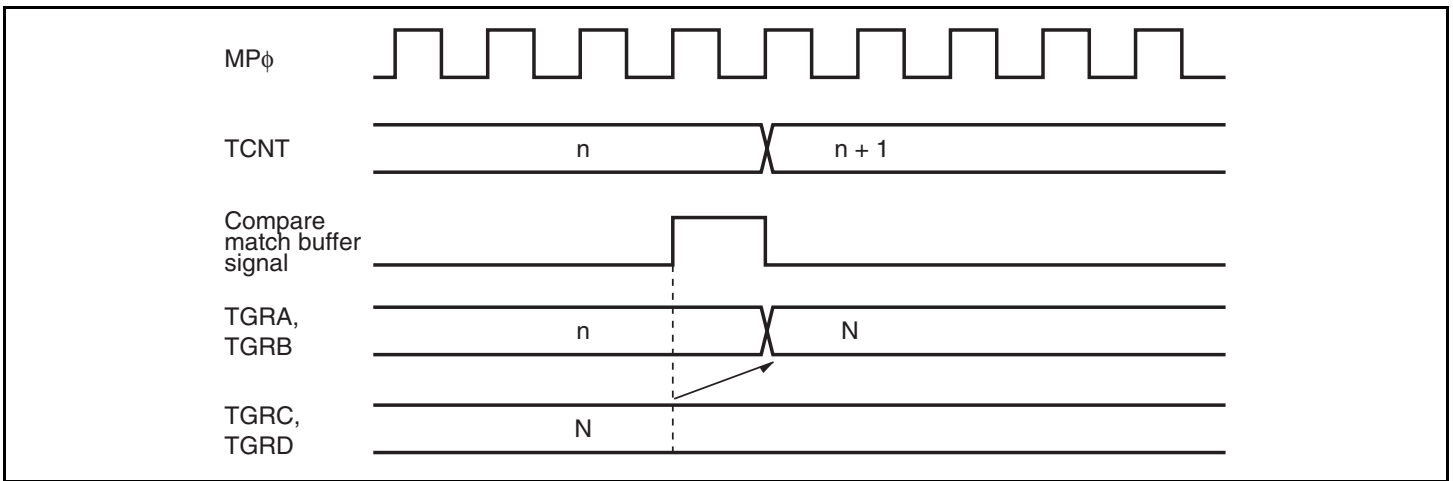 MPϕ
TCNT
n
n + 1
Compare
match buffer
signal
TGRA,
TGRB
n
N
TGRC,
TGRD
N